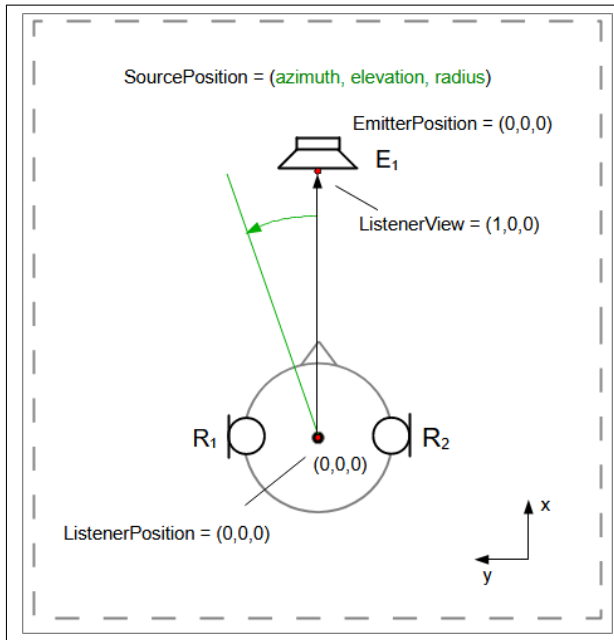 SourcePosition = (azimuth, elevation, radius)
EmitterPosition = (0,0,0)
E1
ListenerView = (1,0,0)
R1
R2
(0,0,0)
ListenerPosition = (0,0,0)
x
y